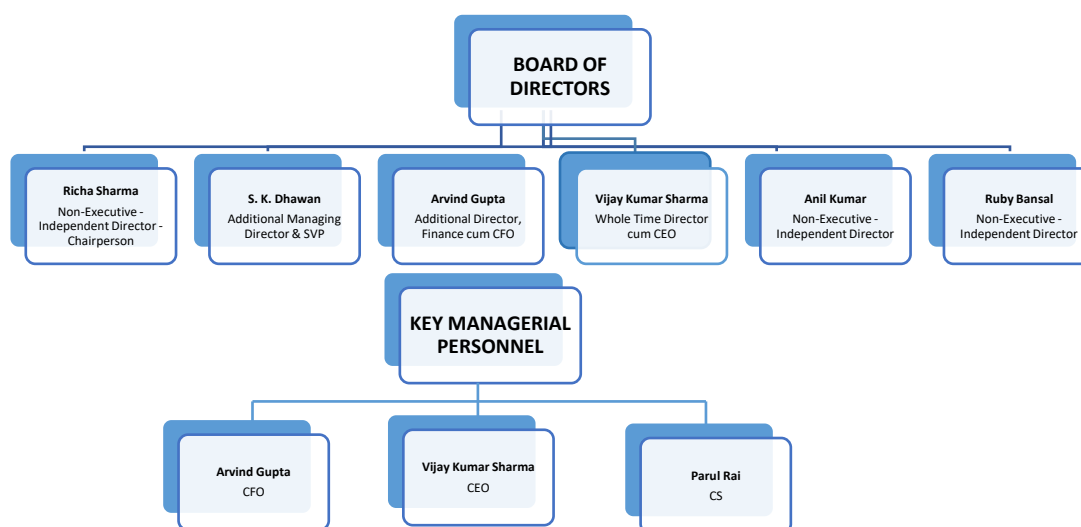 BOARD OF
DIRECTORS
Richa Sharma
Non-Executive -
Independent Director -
Chairperson
S. K. Dhawan
Additional Managing
Director & SVP
Arvind Gupta
Additional Director,
Finance cum CFO
Vijay Kumar Sharma
Whole Time Director
cum CEO
Anil Kumar
Non-Executive -
Independent Director
Ruby Bansal
Non-Executive -
Independent Director
KEY MANAGERIAL
PERSONNEL
Arvind Gupta
CFO
Vijay Kumar Sharma
CEO
Parul Rai
CS